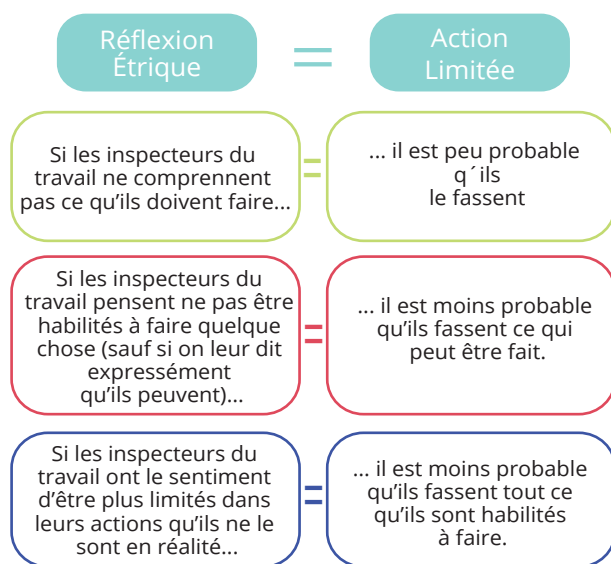 Réflexion
Étrique
=
Action
Limitée
Si les inspecteurs du
travail ne comprennent
pas ce qu’ils doivent faire...
=
... il est peu probable
q´ils
le fassent
Si les inspecteurs du
travail pensent ne pas être
habilités à faire quelque
chose (sauf si on leur dit
expressément
qu’ils peuvent)...
=
... il est moins probable
qu’ils fassent ce qui
peut être fait.
Si les inspecteurs du
travail ont le sentiment
d’être plus limités dans
leurs actions qu’ils ne le
sont en réalité...
=
... il est moins probable
qu’ils fassent tout ce
qu’ils sont habilités
à faire.